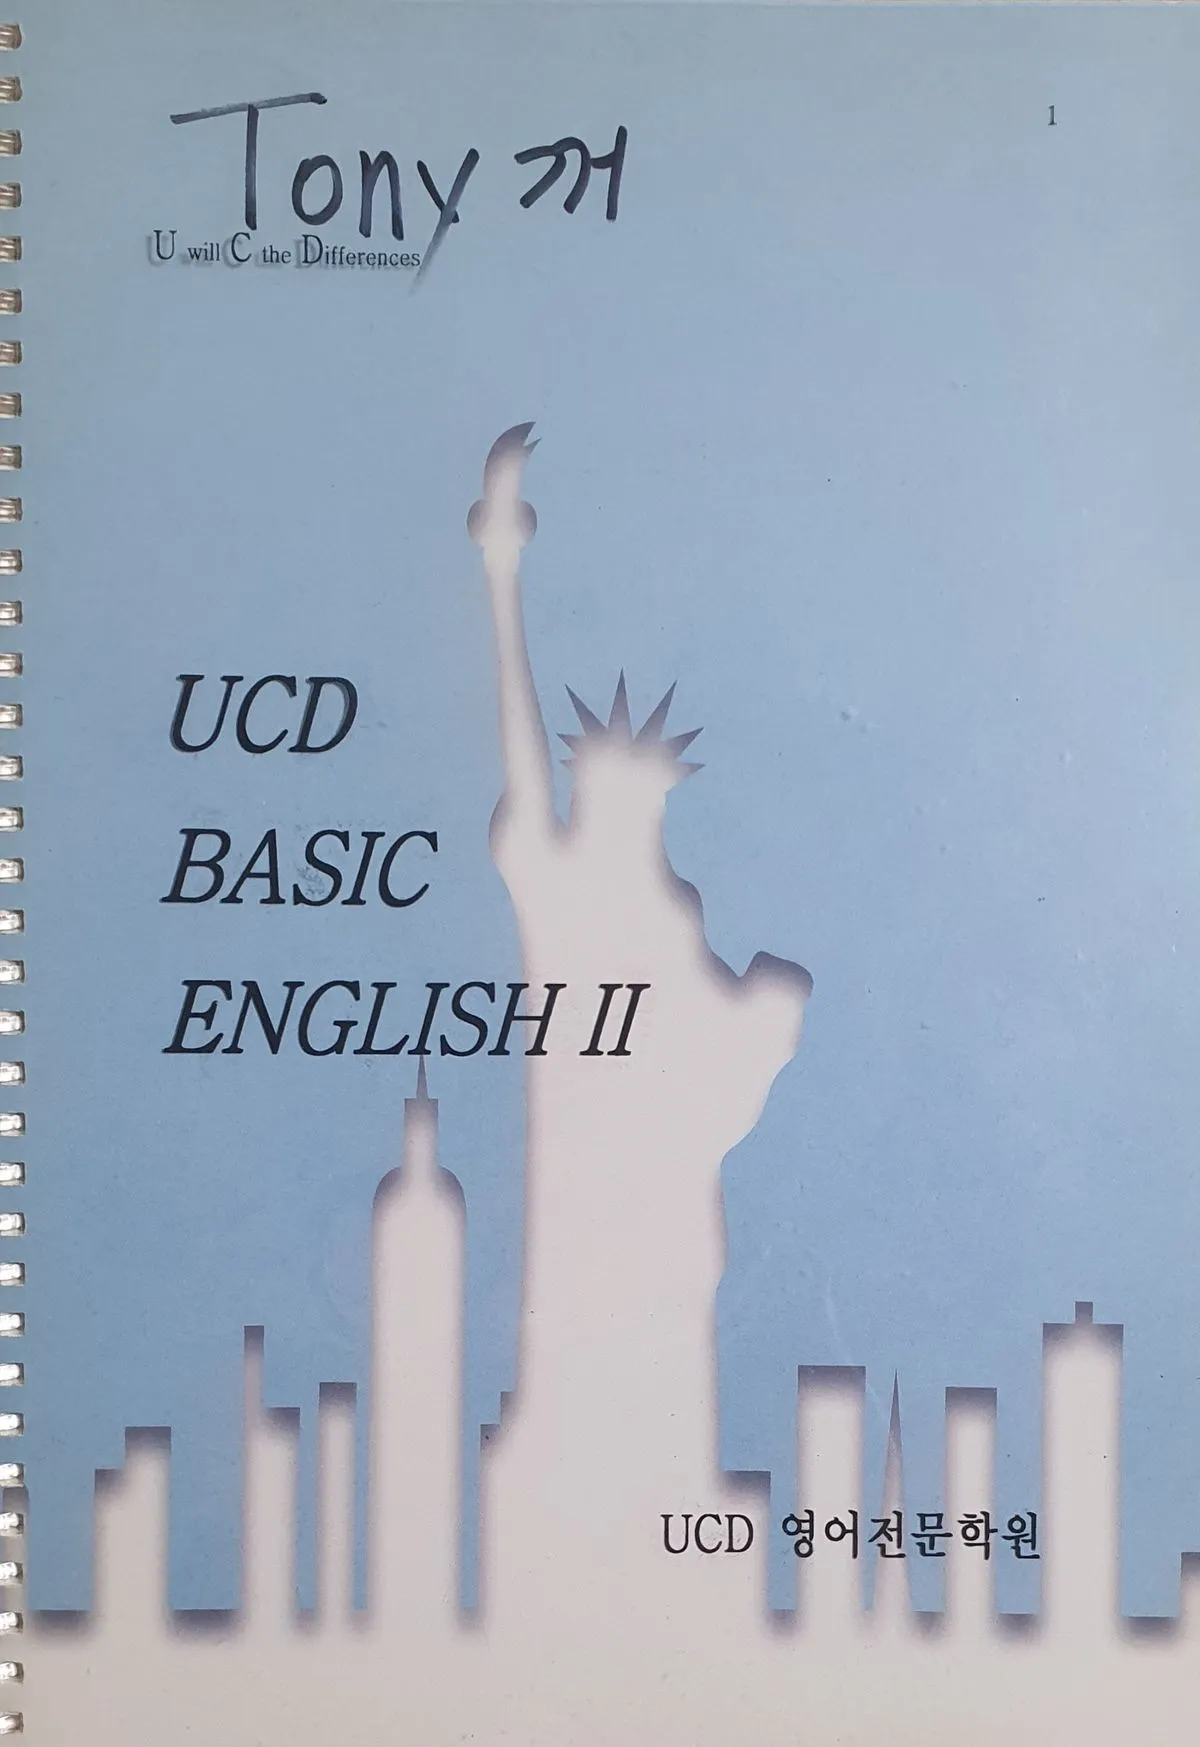 1
Tony 꺼
U will C the Differences
UCD
BASIC
ENGLISH II
UCD 영어전문학원